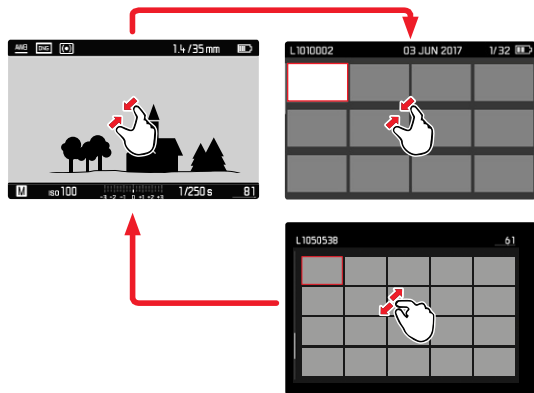 AWB DNG [•] 1.4 / 35 mm
L1010002 03 JUN 2017 1/32
M ISO 100 -3 -2 -1 0 +1 +2 +3 1/250 s 81
L1050538 61